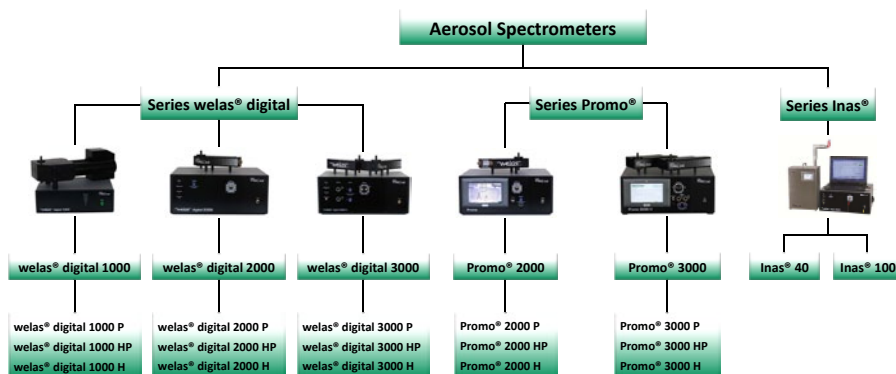 Aerosol Spectrometers
Series welas® digital
Series Promo®
Series Inas®
welas® digital 1000
welas® digital 2000
welas® digital 3000
Promo® 2000
Promo® 3000
Inas® 40
Inas® 100
welas® digital 1000 P
welas® digital 1000 HP
welas® digital 1000 H
welas® digital 2000 P
welas® digital 2000 HP
welas® digital 2000 H
welas® digital 3000 P
welas® digital 3000 HP
welas® digital 3000 H
Promo® 2000 P
Promo® 2000 HP
Promo® 2000 H
Promo® 3000 P
Promo® 3000 HP
Promo® 3000 H